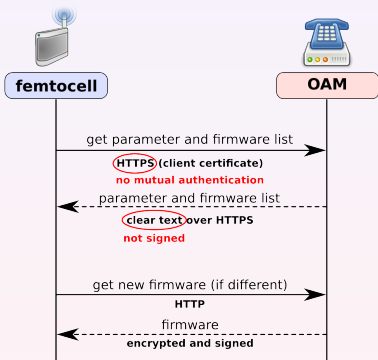 femtocell
OAM
get parameter and firmware list
HTTPS (client certificate)
no mutual authentication
parameter and firmware list
clear text over HTTPS
not signed
get new firmware (if different)
HTTP
firmware
encrypted and signed